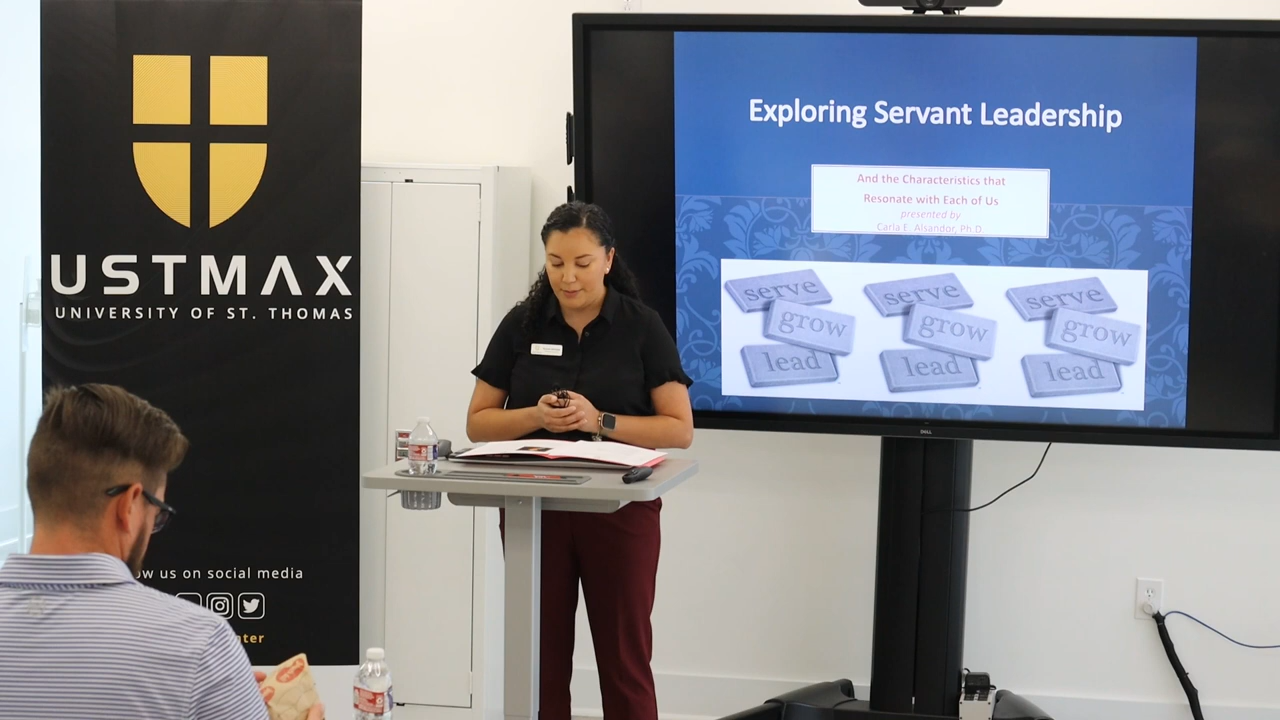 USTMAX
UNIVERSITY OF ST. THOMAS
ow us on social media
nter
Exploring Servant Leadership
And the Characteristics that
Resonate with Each of Us
presented by
Carla E. Alsandor, Ph.D.
serve
grow
lead
serve
grow
lead
serve
grow
lead
DELL